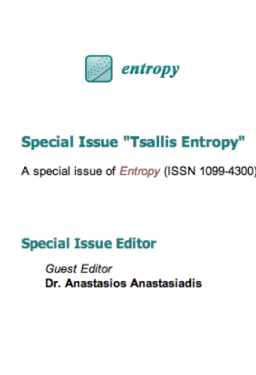 entropy
Special Issue "Tsallis Entropy"
A special issue of Entropy (ISSN 1099-4300)
Special Issue Editor
Guest Editor
Dr. Anastasios Anastasiadis